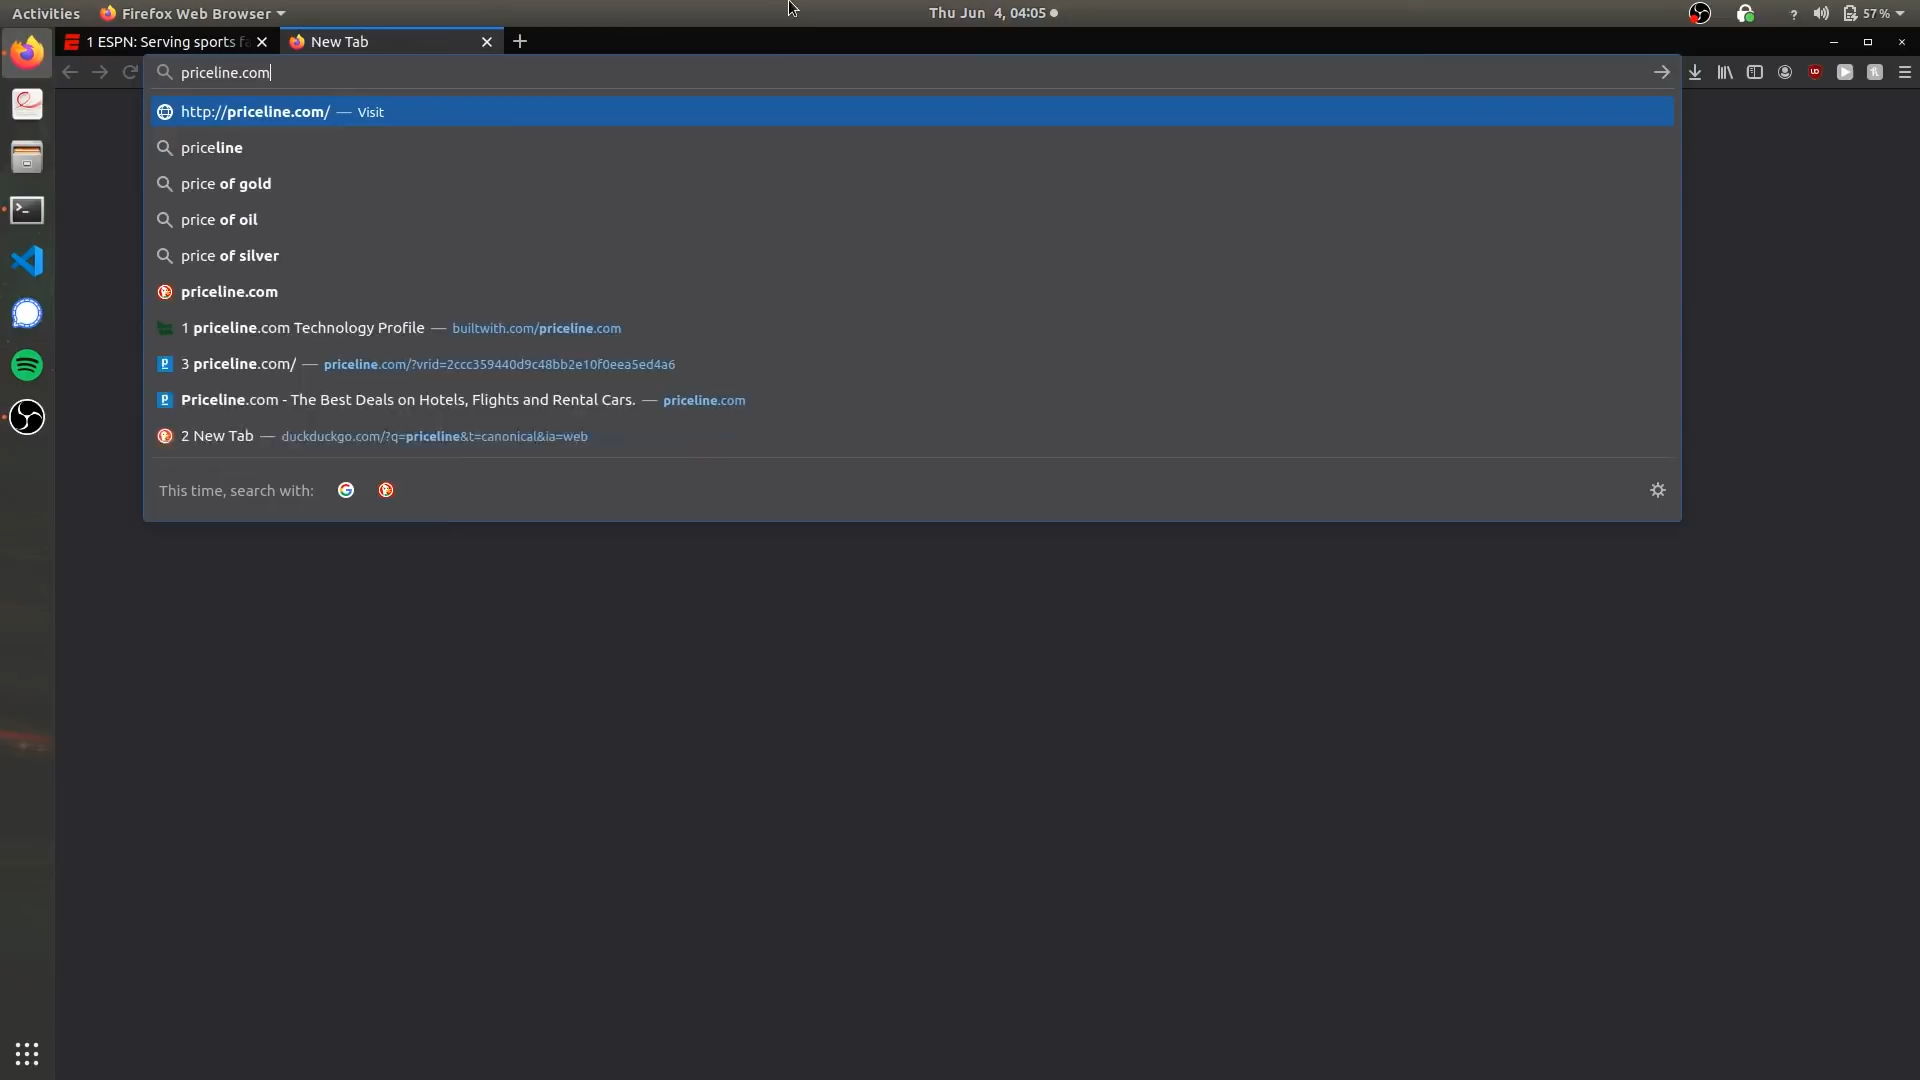 Activities Firefox Web Browser Thu Jun 4, 04:05 ? 57 %
1 ESPN: Serving sports fa New Tab
priceline.com
http://priceline.com/ — Visit
priceline
price of gold
price of oil
price of silver
priceline.com
1 priceline.com Technology Profile — builtwith.com/priceline.com
3 priceline.com/ — priceline.com/?vrid=2ccc359440d9c48bb2e10f0eea5ed4a6
Priceline.com - The Best Deals on Hotels, Flights and Rental Cars. — priceline.com
2 New Tab — duckduckgo.com/?q=priceline&t=canonical&ia=web
This time, search with: